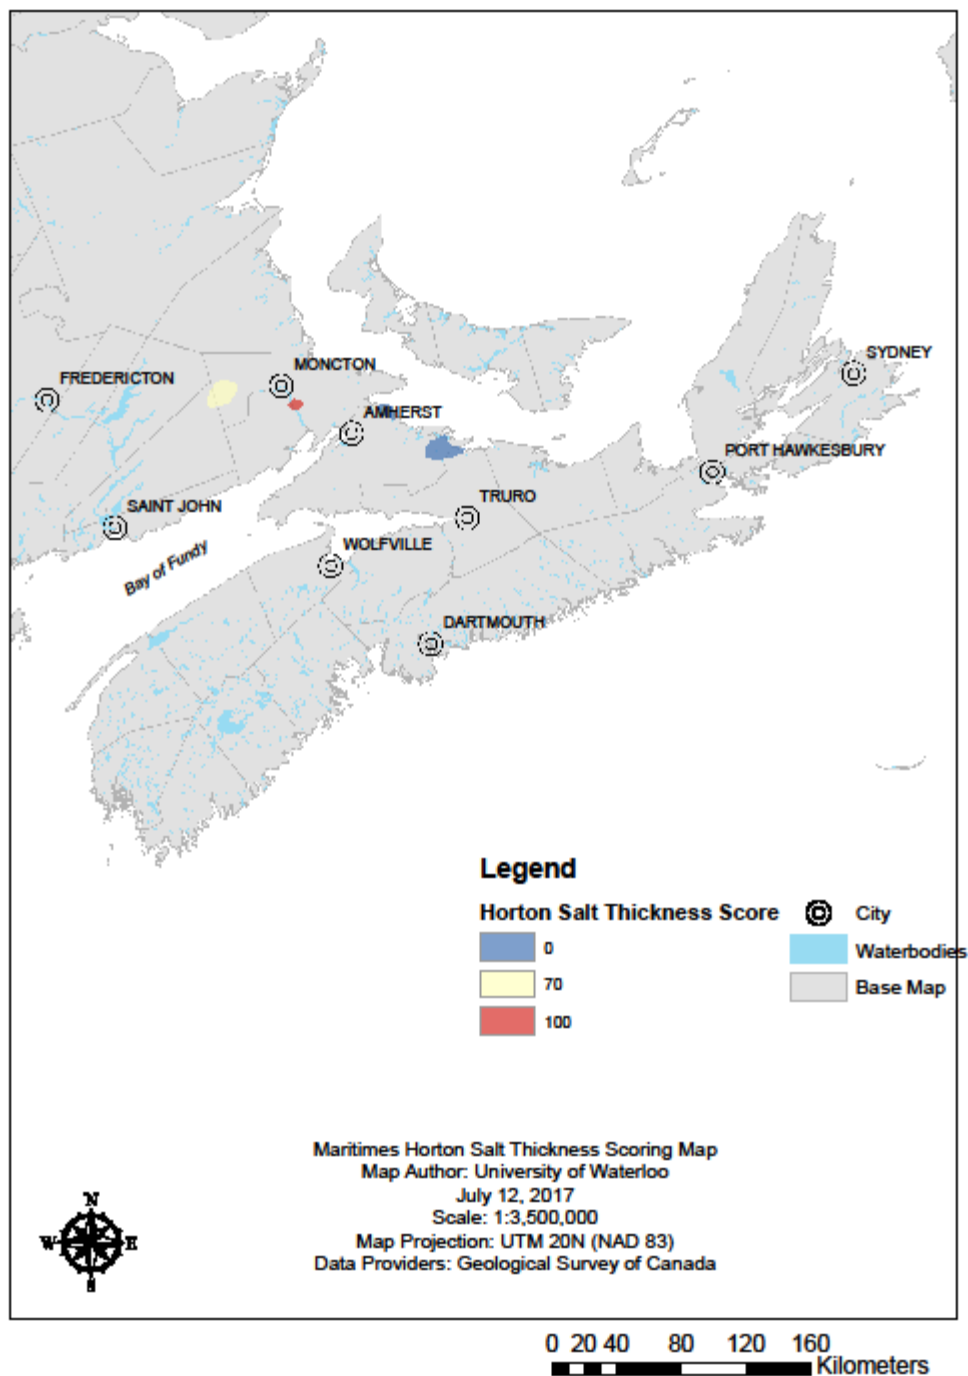 SYDNEY
MONCTON
FREDERICTON
AMHERST
PORT HAWKESBURY
TRURO
SAINT JOHN
WOLFVILLE
Bay of Fundy
DARTMOUTH
Legend
Horton Salt Thickness Score
0
70
100
City
Waterbodies
Base Map
Maritimes Horton Salt Thickness Scoring Map
Map Author: University of Waterloo
July 12, 2017
Scale: 1:3,500,000
Map Projection: UTM 20N (NAD 83)
Data Providers: Geological Survey of Canada
N
W E
S
0 20 40 80 120 160
Kilometers